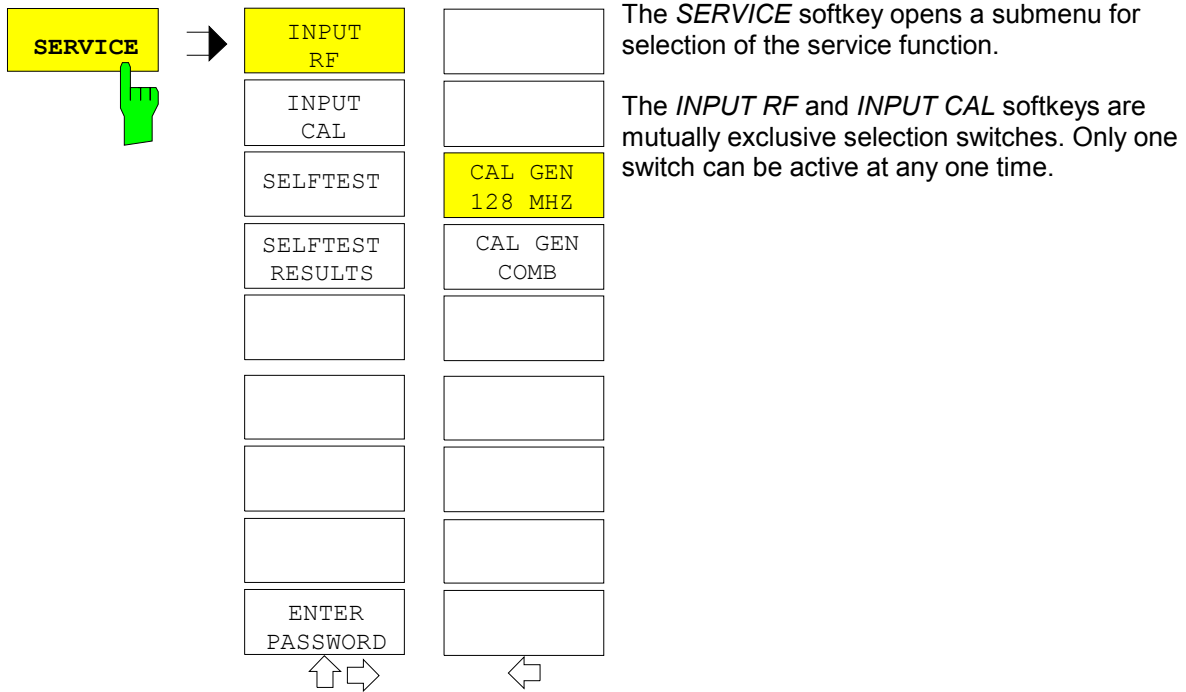 SERVICE
INPUT
RF
INPUT
CAL
SELFTEST
SELFTEST
RESULTS
ENTER
PASSWORD
CAL GEN
128 MHZ
CAL GEN
COMB
The SERVICE softkey opens a submenu for
selection of the service function.
The INPUT RF and INPUT CAL softkeys are
mutually exclusive selection switches. Only one
switch can be active at any one time.